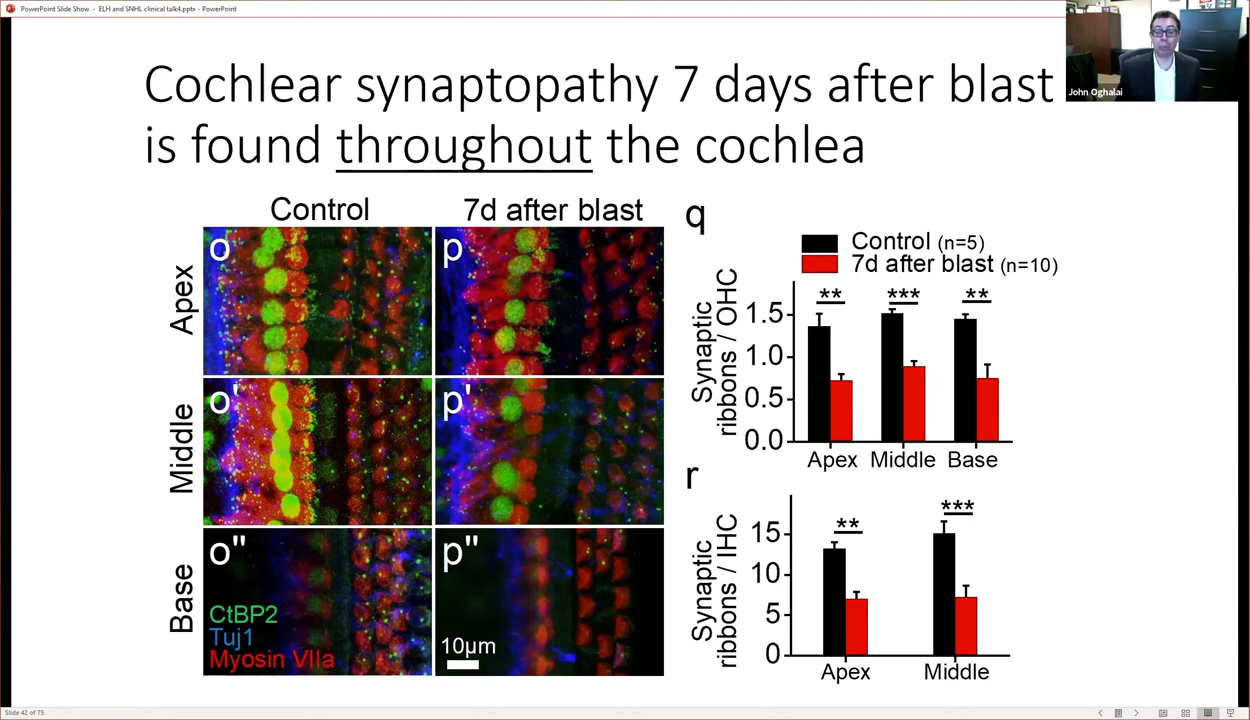 PowerPoint Slide Show - ELH and SNHL clinical talk4.pptx - PowerPoint
John Oghalai
Cochlear synaptopathy 7 days after blast
is found throughout the cochlea
Control
7d after blast
Apex
Middle
Base
o
p
o'
p'
o"
p"
CtBP2
Tuj1
Myosin VIIa
10µm
q
Control (n=5)
7d after blast (n=10)
Synaptic
ribbons / OHC
** *** **
1.5
1.0
0.5
0.0
Apex Middle Base
r
Synaptic
ribbons / IHC
** ***
15
10
5
0
Apex Middle
Slide 42 of 75